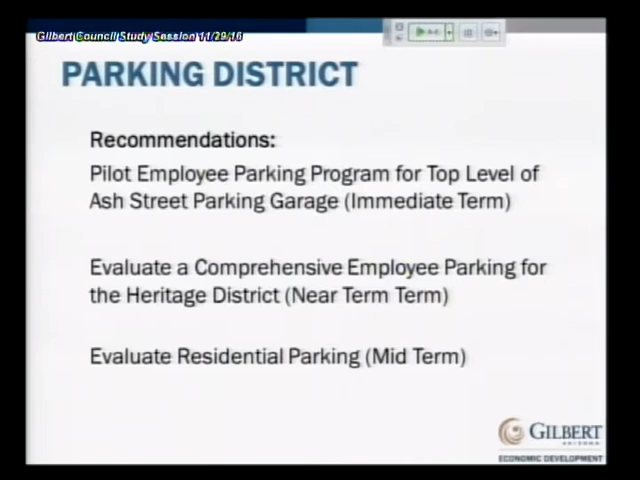 Gilbert Council Study Session 11/29/16
PARKING DISTRICT
Recommendations:
Pilot Employee Parking Program for Top Level of
Ash Street Parking Garage (Immediate Term)
Evaluate a Comprehensive Employee Parking for
the Heritage District (Near Term Term)
Evaluate Residential Parking (Mid Term)
GILBERT
ARIZONA
ECONOMIC DEVELOPMENT